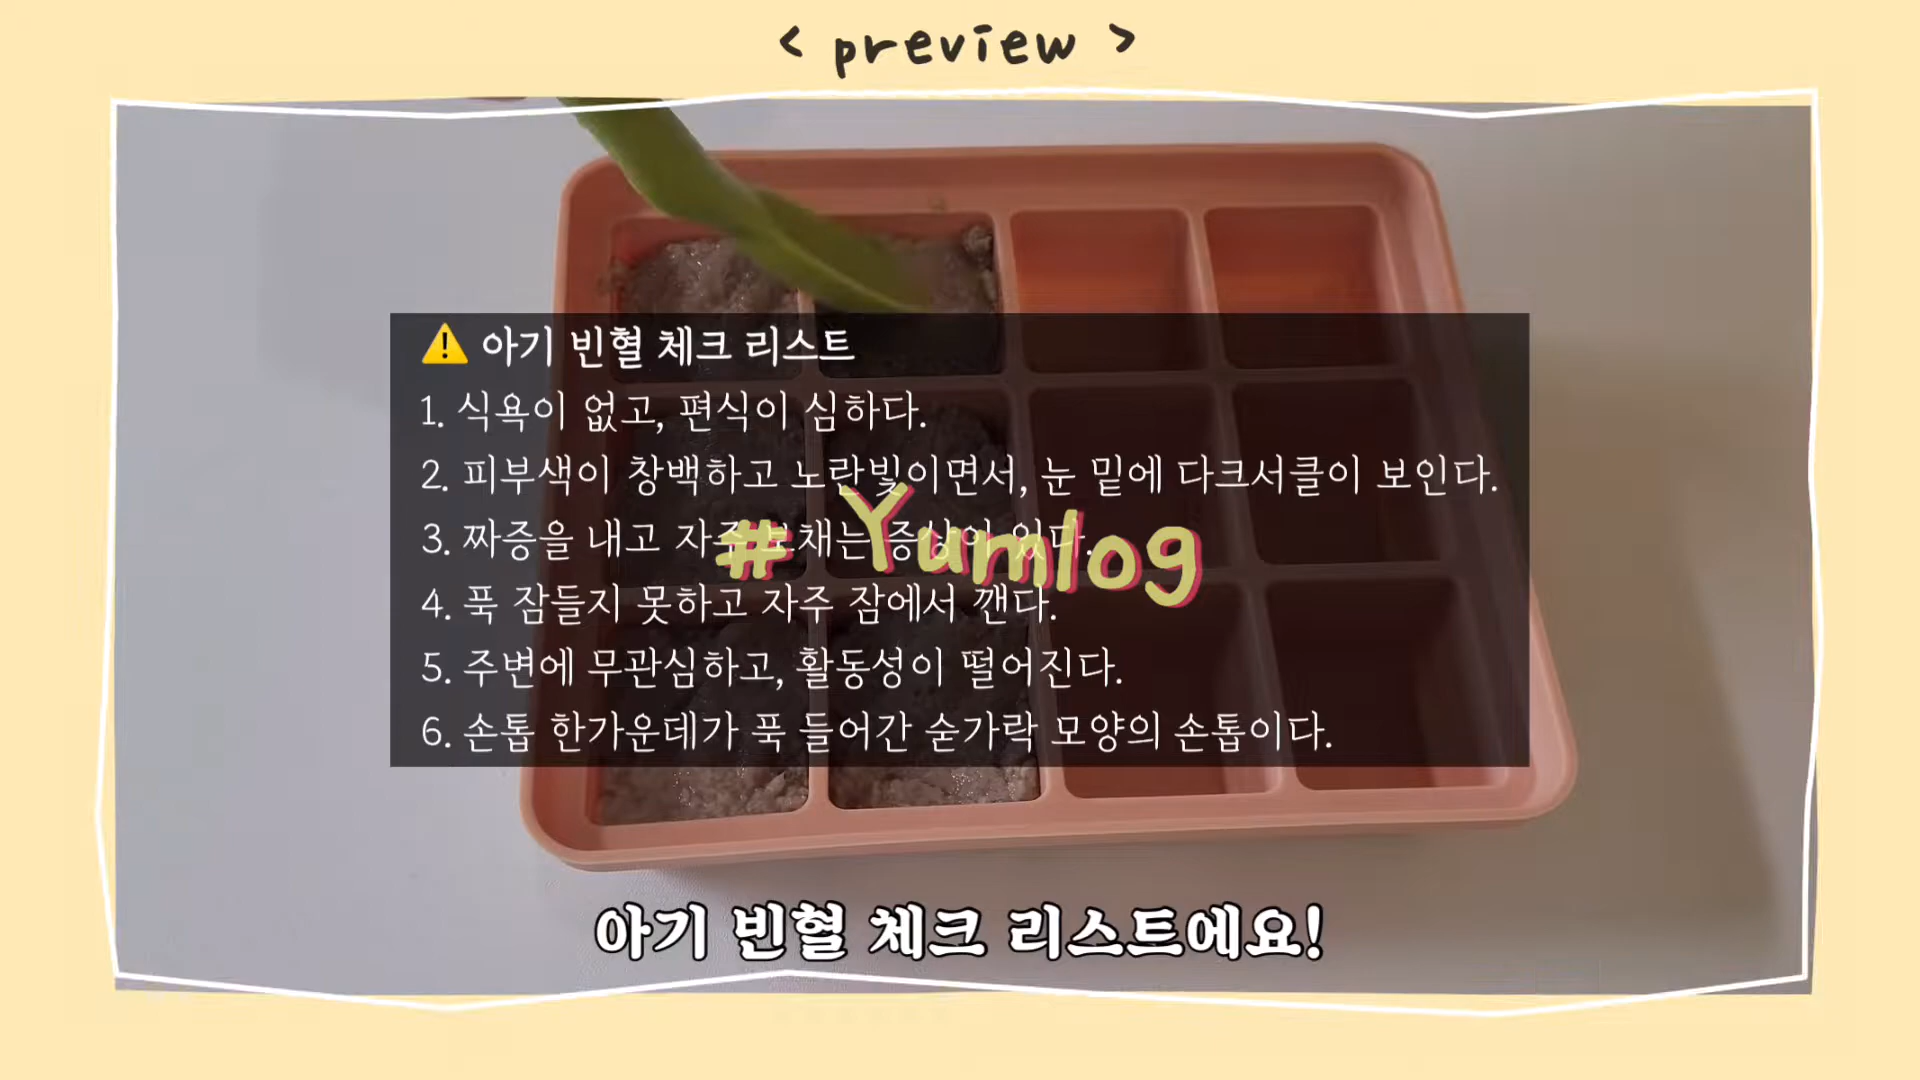 < preview >
⚠ 아기 빈혈 체크 리스트
1. 식욕이 없고, 편식이 심하다.
2. 피부색이 창백하고 노란빛이면서, 눈 밑에 다크서클이 보인다.
3. 짜증을 내고 자주 보채는 증상이 있다.
# Yumlog
4. 푹 잠들지 못하고 자주 잠에서 깬다.
5. 주변에 무관심하고, 활동성이 떨어진다.
6. 손톱 한가운데가 푹 들어간 숟가락 모양의 손톱이다.
아기 빈혈 체크 리스트에요!